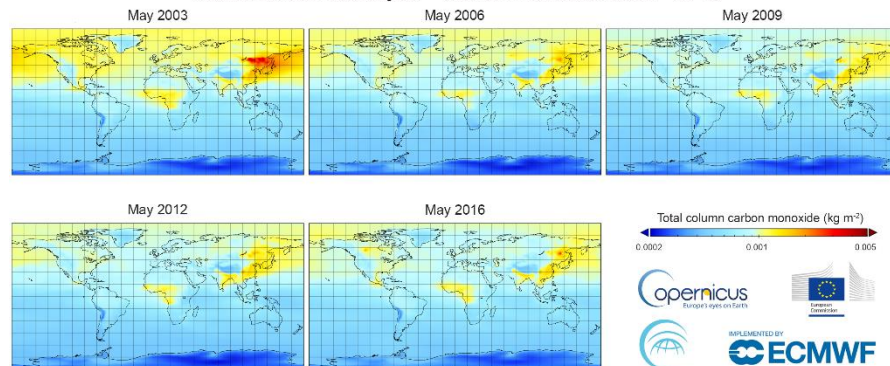 May 2003
May 2006
May 2009
May 2012
May 2016
Total column carbon monoxide (kg m⁻²)
0.0002 0.001 0.005
opernicus
Europe's eyes on Earth
European
Commission
IMPLEMENTED BY
ECMWF